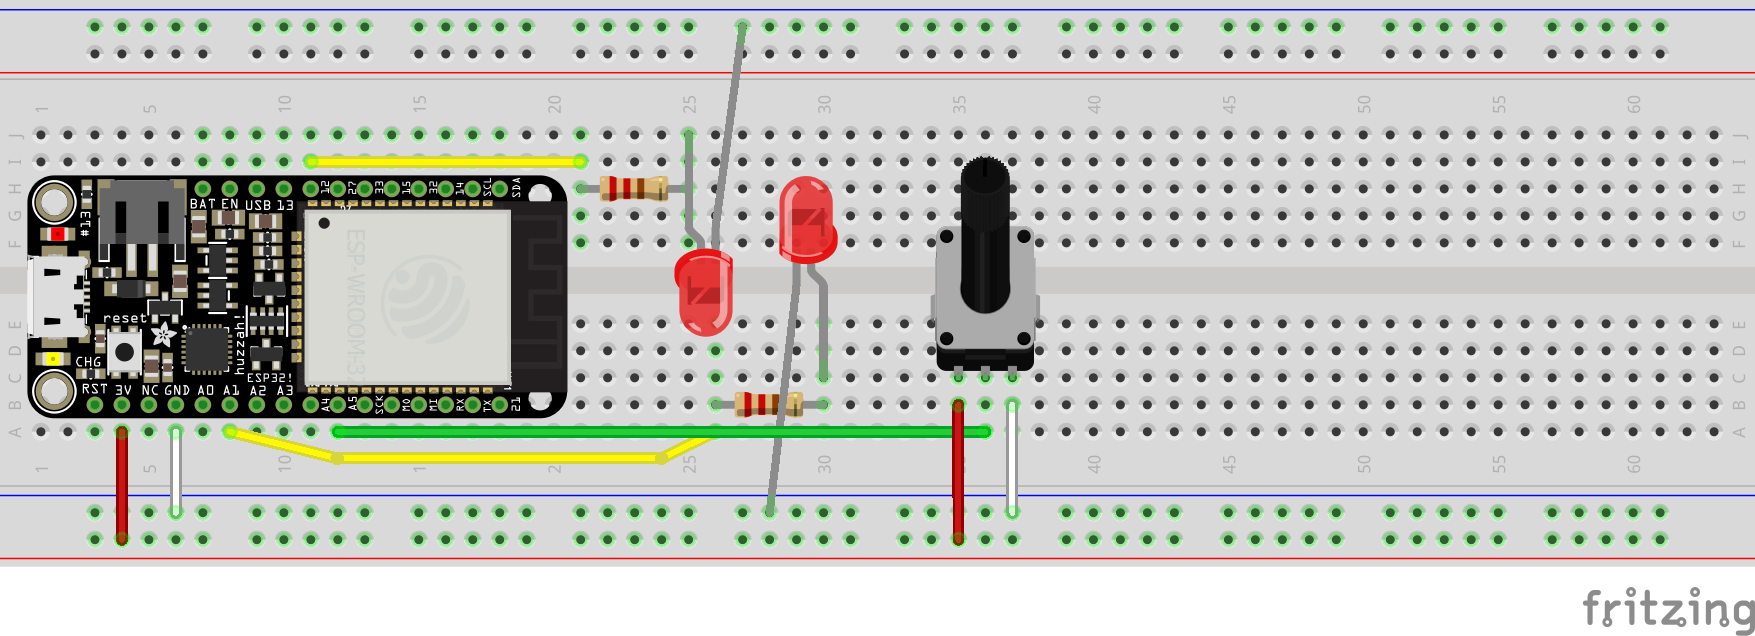 1 5 10 15 20 25 30 35 40 45 50 55 60
J J
I I
H H
G G
F F
E E
D D
C C
B B
A A
12 27 33 15 32 14 SCL SDA
BAT EN USB 13
#13
ESP-WROOM-3
reset
huzzah!
ESP32!
CHG
RST 3V NC GND A0 A1 A2 A3 A4 A5 SCK MO MI RX TX 21
1 5 10 15 20 25 30 40 45 50 55 60
fritzing